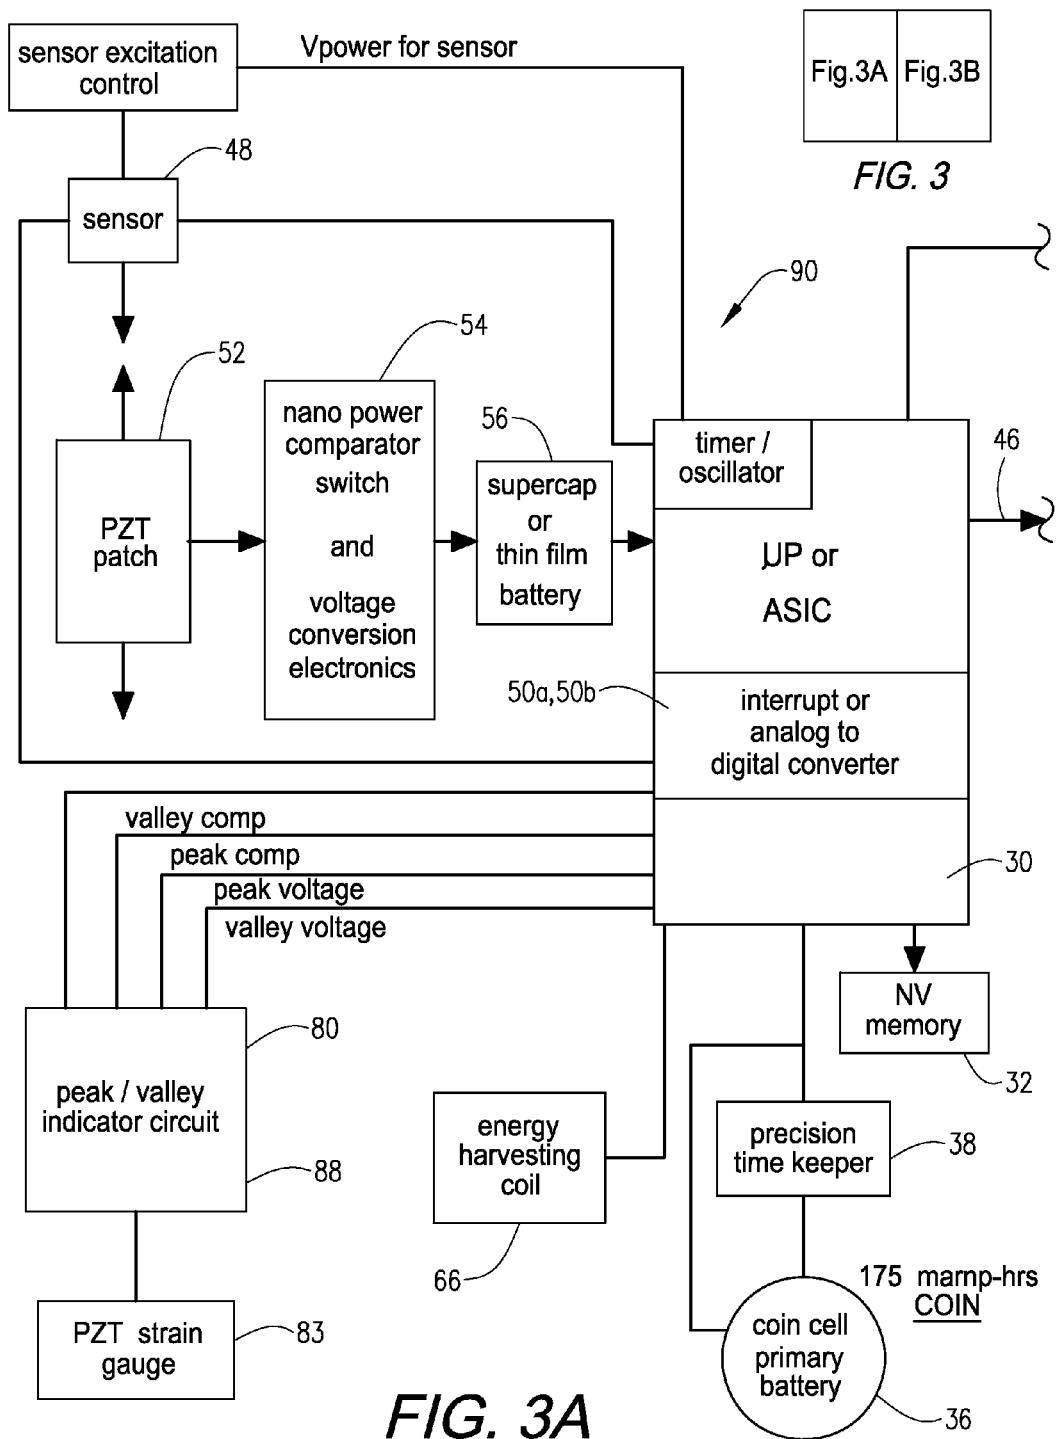 sensor excitation
control
Vpower for sensor
Fig.3A Fig.3B
FIG. 3
48
sensor
90
52
54
nano power
comparator
switch
and
voltage
conversion
electronics
56
supercap
or
thin film
battery
timer /
oscillator
46
PZT
patch
µP or
ASIC
50a,50b
interrupt or
analog to
digital converter
valley comp
peak comp
peak voltage
valley voltage
30
NV
memory
32
80
peak / valley
indicator circuit
88
energy
harvesting
coil
66
precision
time keeper
38
175 marnp-hrs
COIN
PZT strain
gauge
83
coin cell
primary
battery
36
FIG. 3A